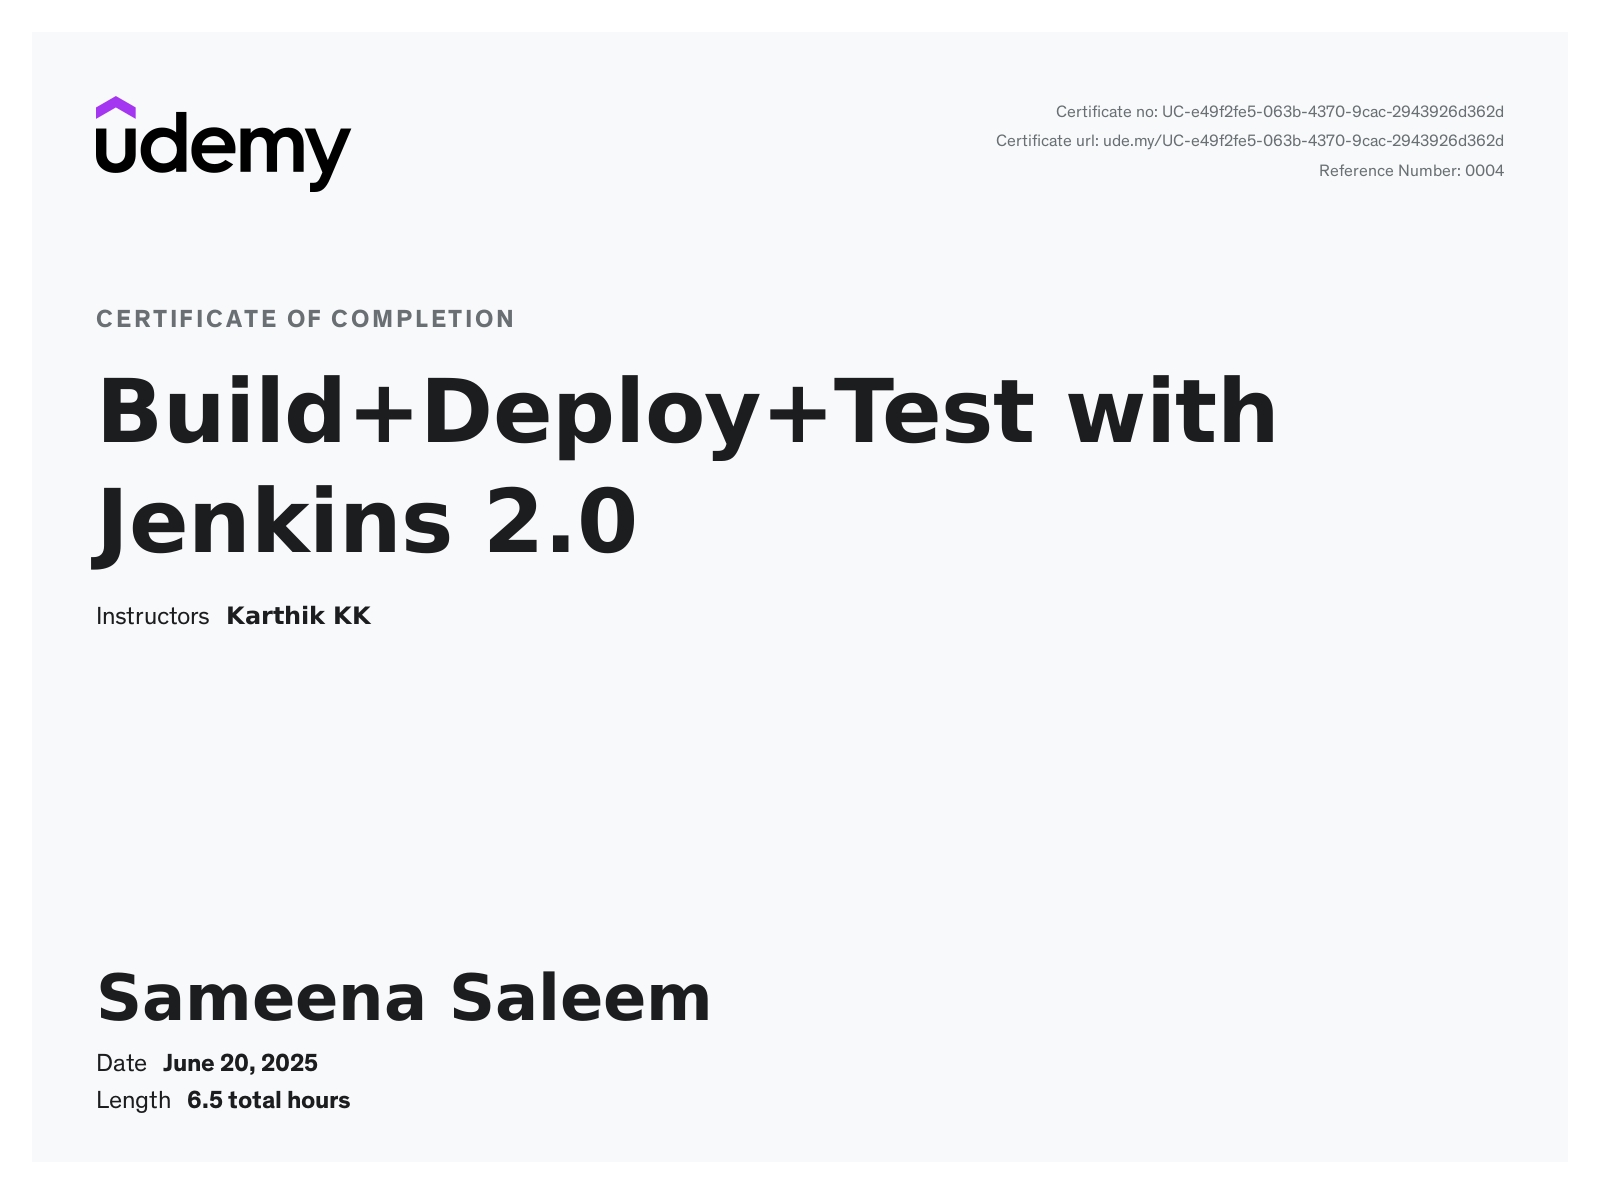 udemy
Certificate no: UC-e49f2fe5-063b-4370-9cac-2943926d362d
Certificate url: ude.my/UC-e49f2fe5-063b-4370-9cac-2943926d362d
Reference Number: 0004
CERTIFICATE OF COMPLETION
Build+Deploy+Test with
Jenkins 2.0
Instructors Karthik KK
Sameena Saleem
Date June 20, 2025
Length 6.5 total hours